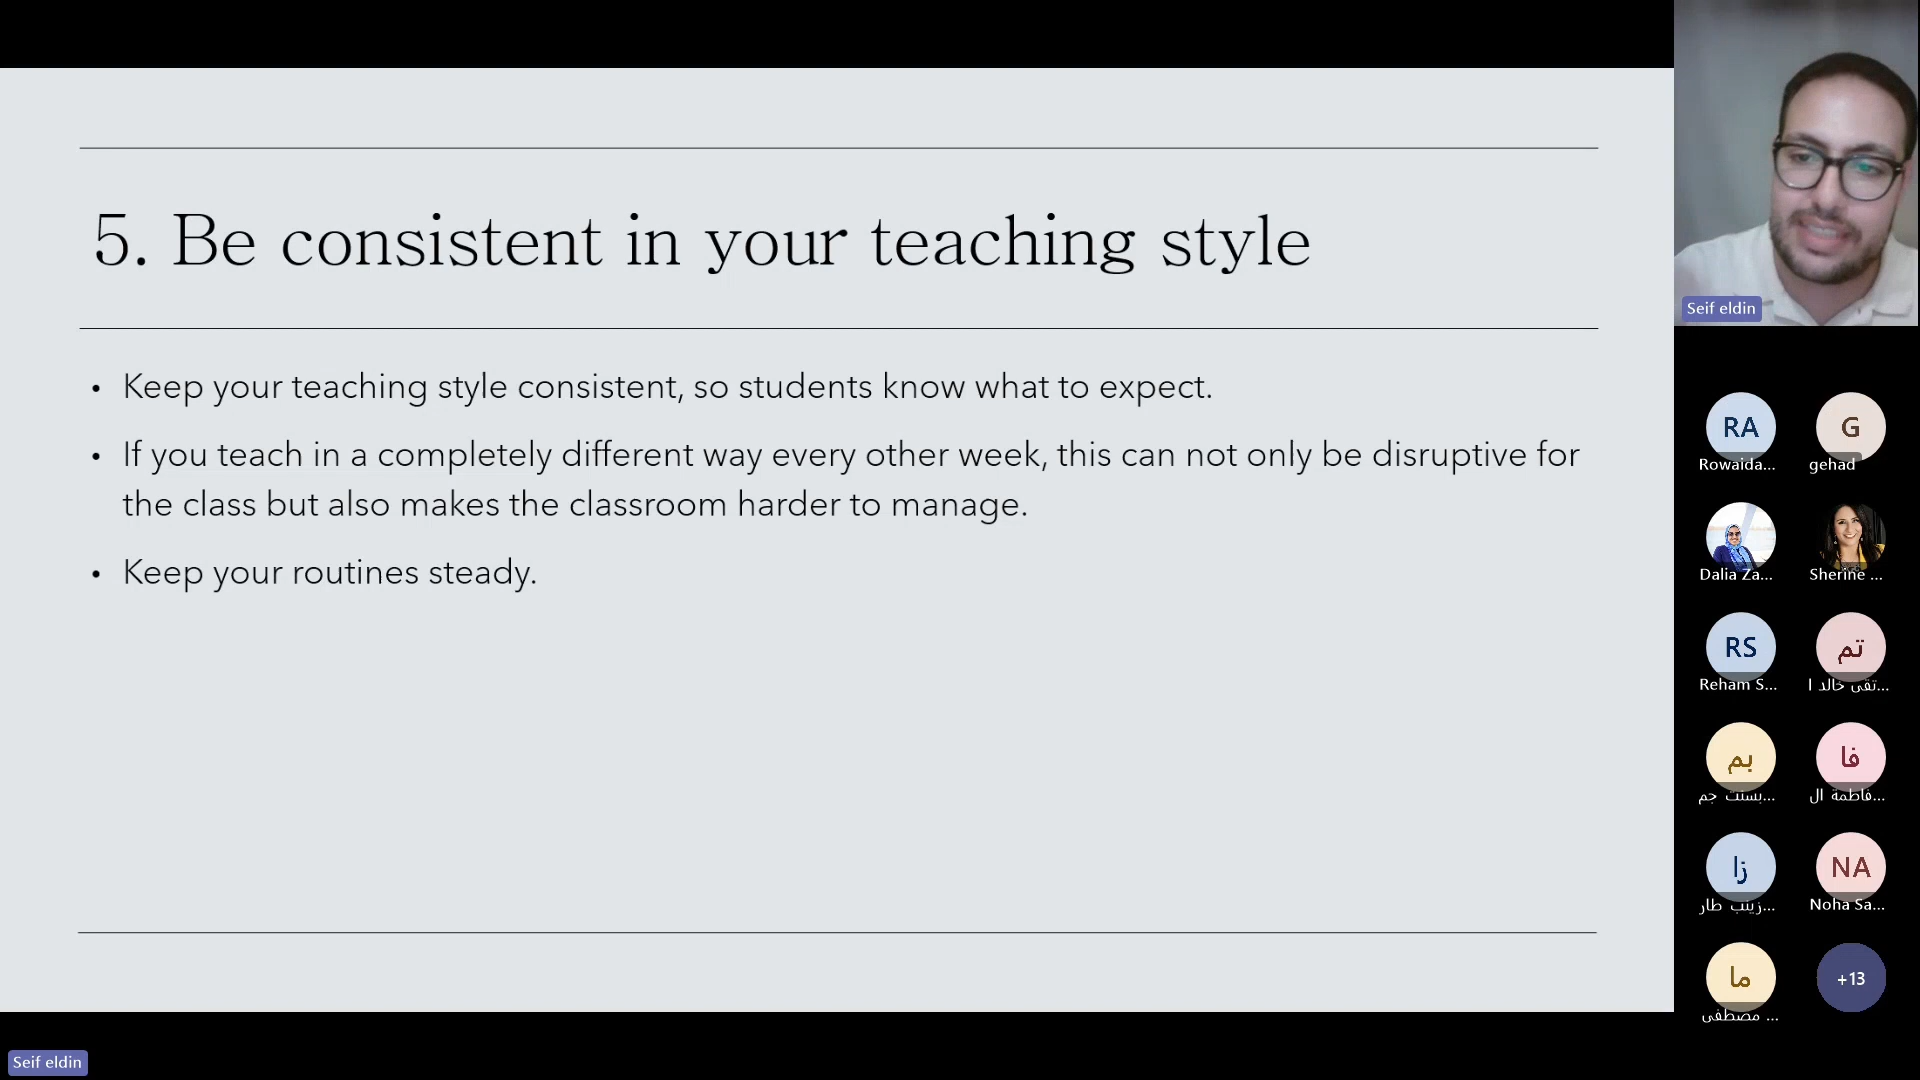 5. Be consistent in your teaching style
• Keep your teaching style consistent, so students know what to expect.
• If you teach in a completely different way every other week, this can not only be disruptive for
the class but also makes the classroom harder to manage.
• Keep your routines steady.
Seif eldin
RA
Rowaida...
G
gehad
Dalia Za...
Sherine ...
RS
Reham S...
تم
تقى خالد ا...
بم
بسنت جم...
فا
فاطمة ال...
زا
زينب طار...
NA
Noha Sa...
ما
مصطفى ...
+13
Seif eldin